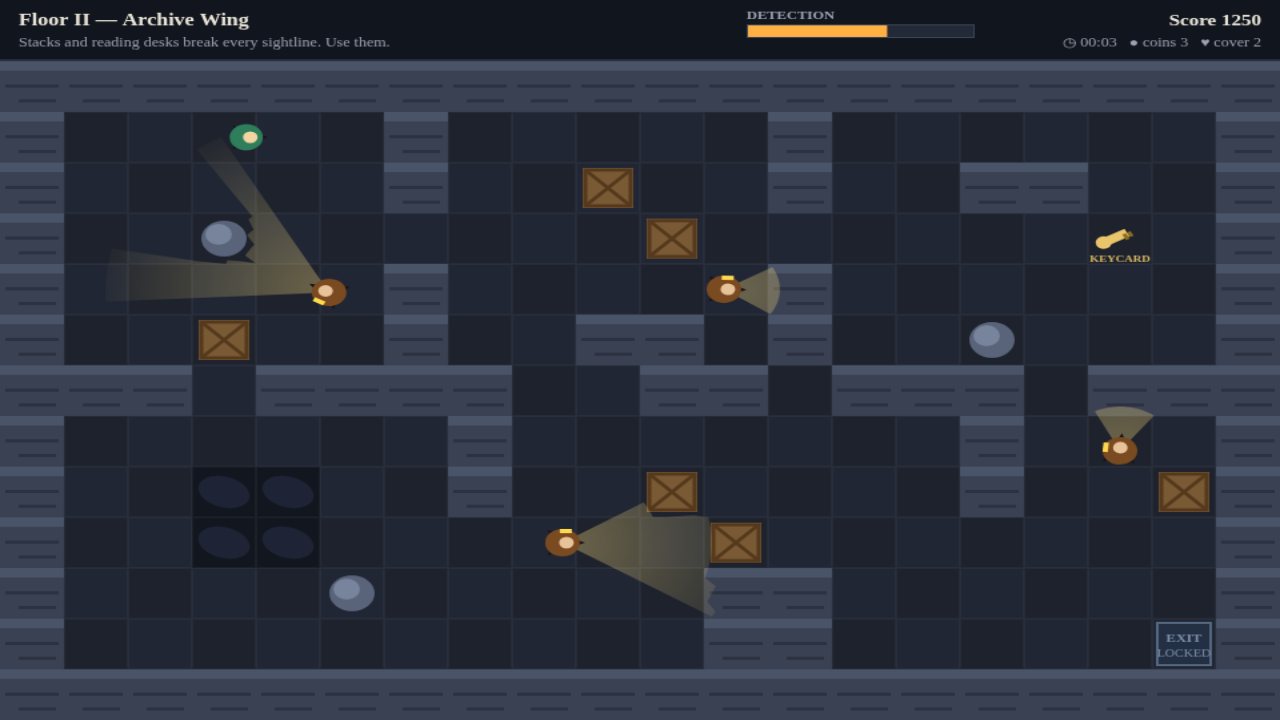 Floor II — Archive Wing
Stacks and reading desks break every sightline. Use them.
DETECTION
Score 1250
◷ 00:03 ● coins 3 ♥ cover 2
KEYCARD
EXIT
LOCKED